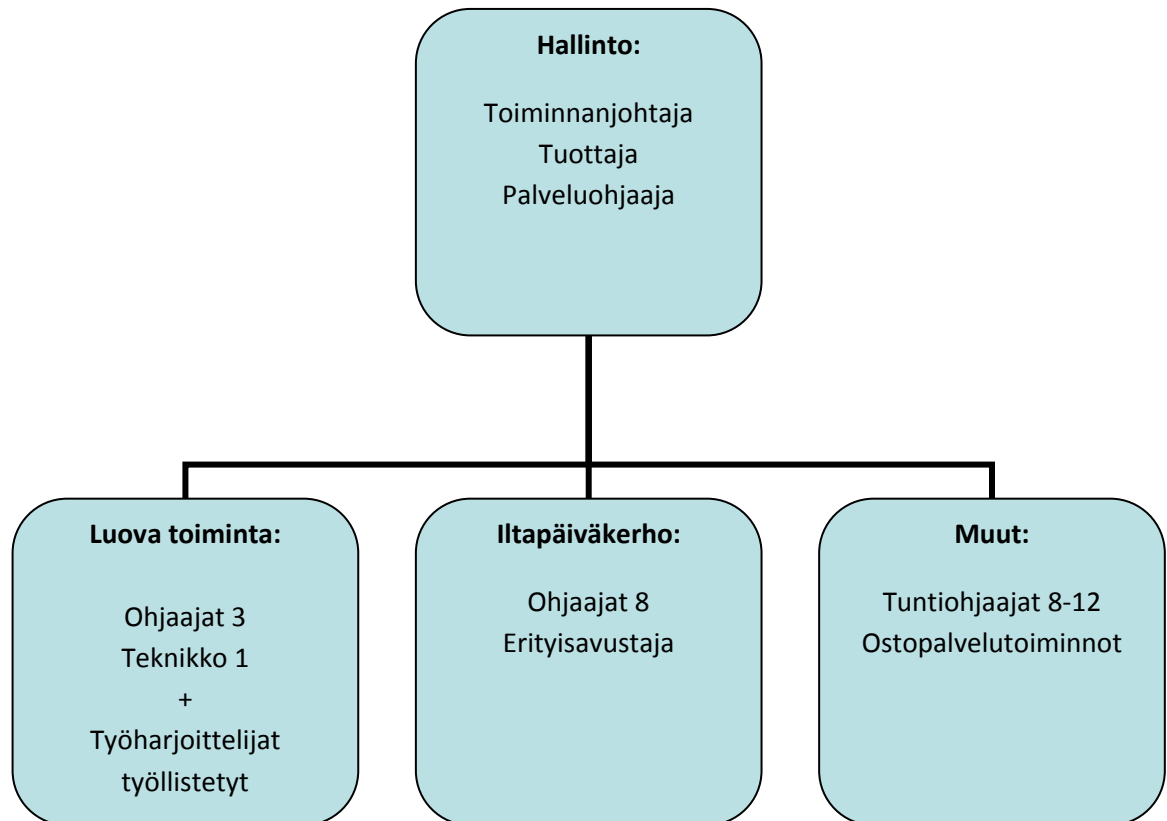 Hallinto:
Toiminnanjohtaja
Tuottaja
Palveluohjaaja
Luova toiminta:
Ohjaajat 3
Teknikko 1
+
Työharjoittelijat
työllistetyt
Iltapäiväkerho:
Ohjaajat 8
Erityisavustaja
Muut:
Tuntiohjaajat 8-12
Ostopalvelutoiminnot